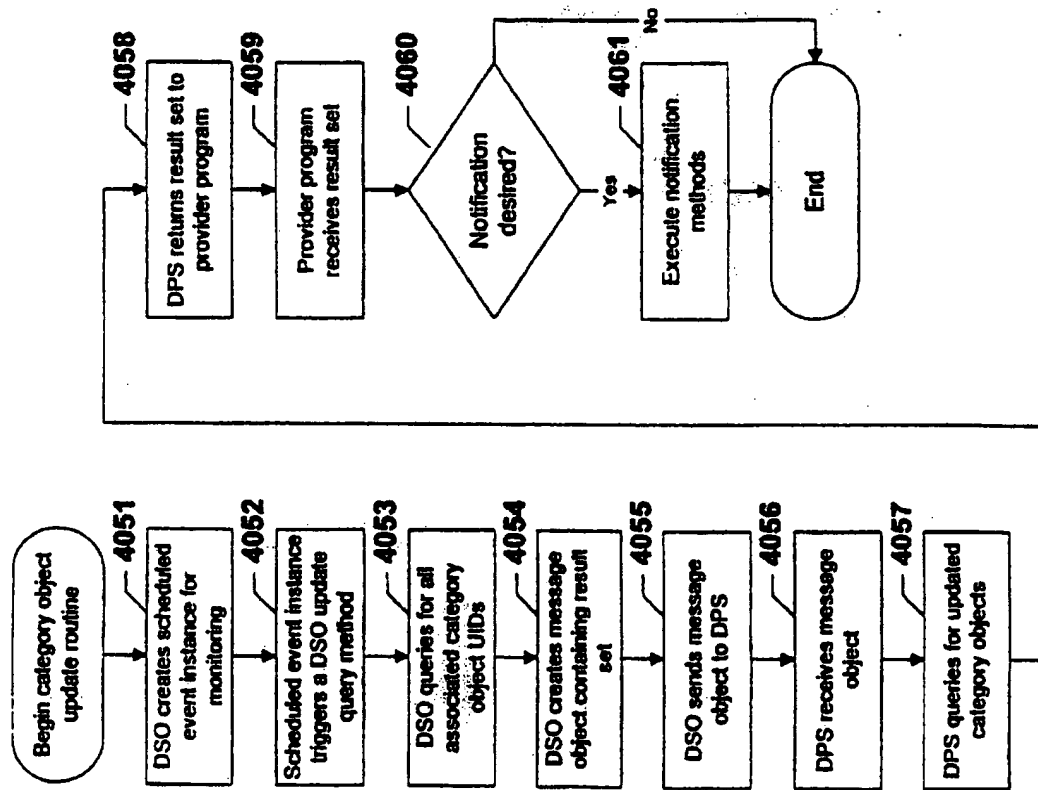 Begin category object
update routine
4051
DSO creates scheduled
event instance for
monitoring
4052
Scheduled event instance
triggers a DSO update
query method
4053
DSO queries for all
associated category
object UIDs
4054
DSO creates message
object containing result
set
4055
DSO sends message
object to DPS
4056
DPS receives message
object
4057
DPS queries for updated
category objects
4058
DPS returns result set to
provider program
4059
Provider program
receives result set
4060
Notification
desired?
No
Yes
4061
Execute notification
methods
End